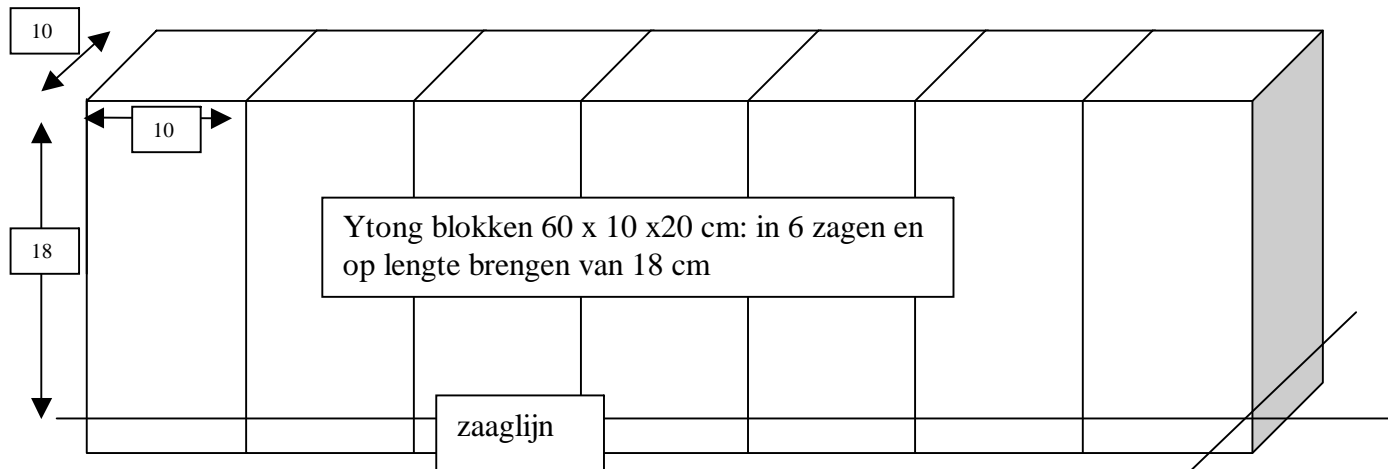 10
10
Ytong blokken 60 x 10 x20 cm: in 6 zagen en
op lengte brengen van 18 cm
18
zaaglijn